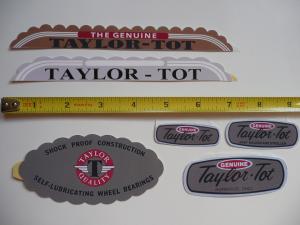 THE GENUINE
TAYLOR-TOT
TAYLOR - TOT
1 2 3 4 5 6 7 8 9
SHOCK PROOF CONSTRUCTION
TAYLOR
T
QUALITY
SELF-LUBRICATING WHEEL BEARINGS
GENUINE
Taylor-Tot
GENUINE
Taylor-Tot
GENUINE
Taylor-Tot